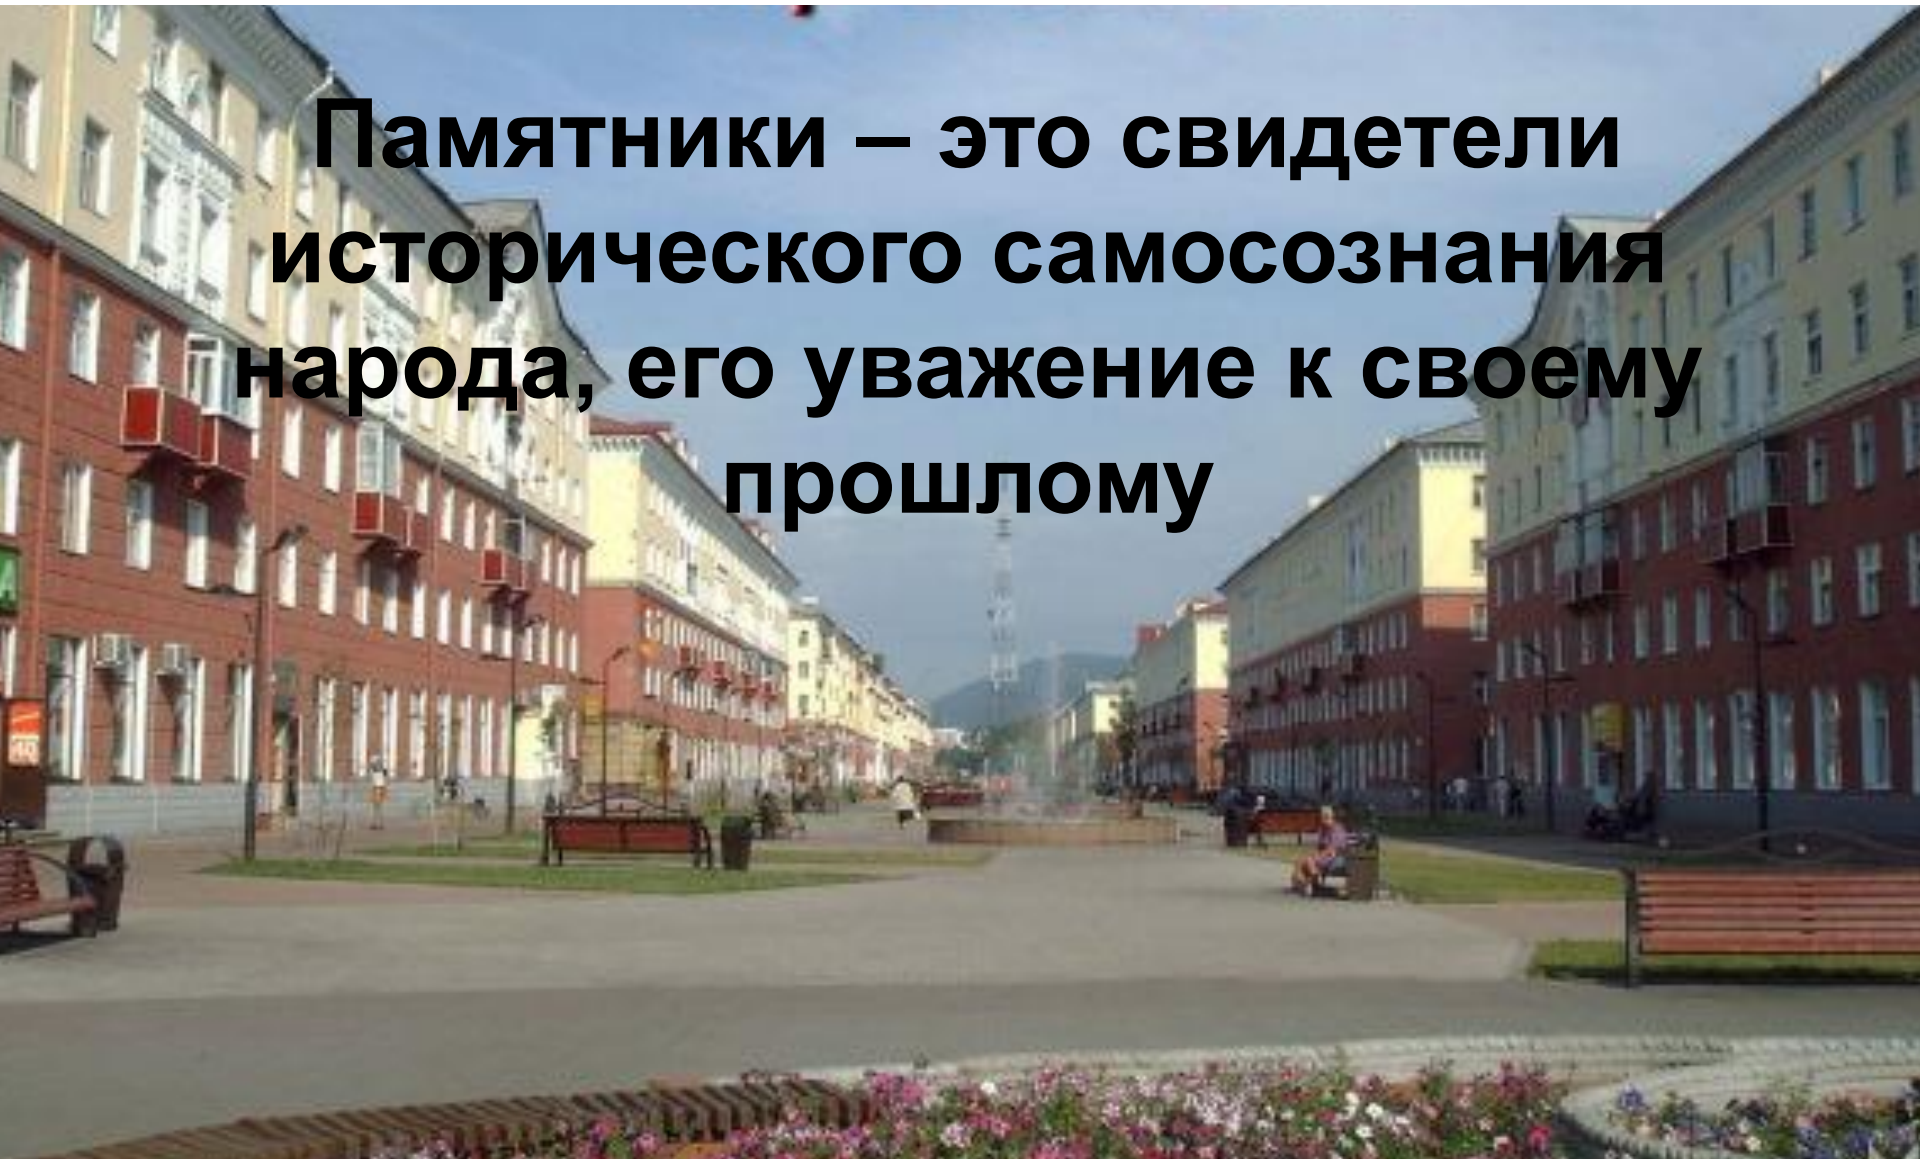 Памятники – это свидетели
исторического самосознания
народа, его уважение к своему
прошлому